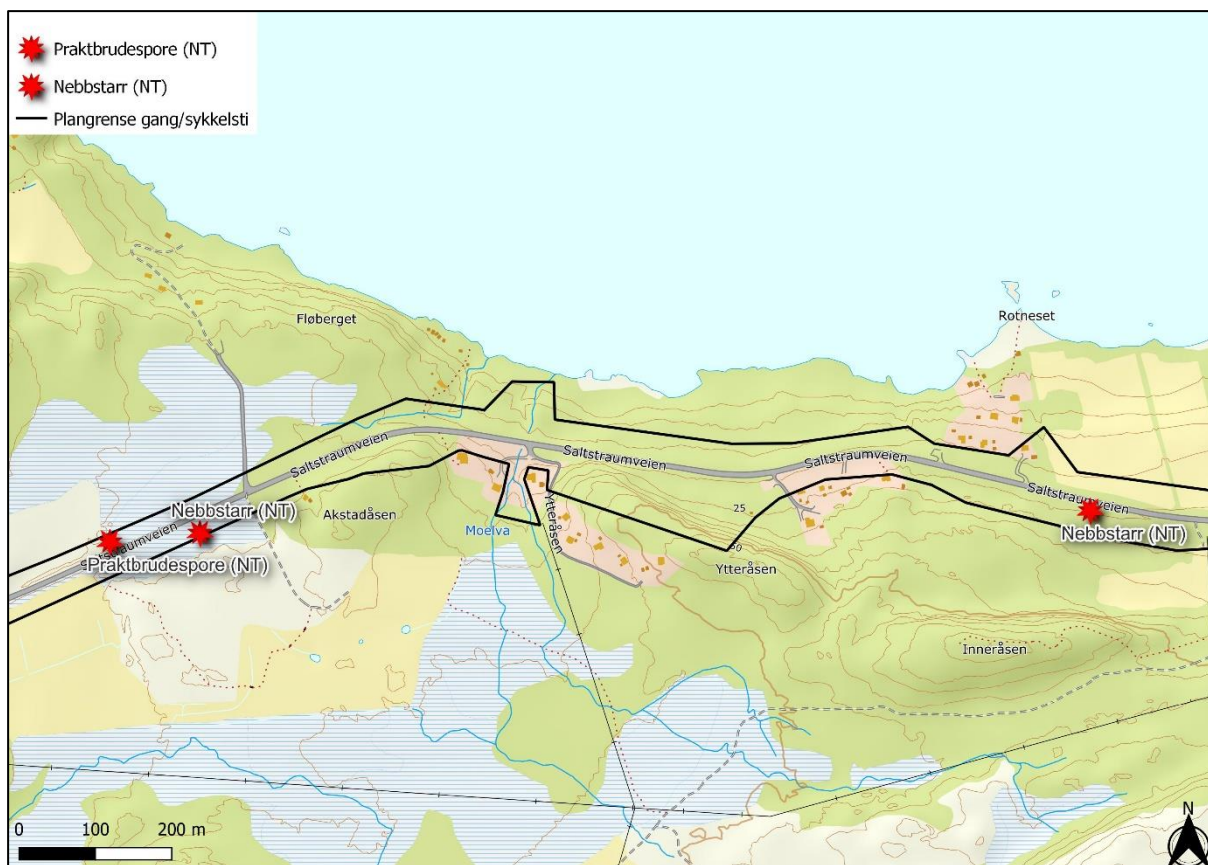 Praktbrudespore (NT)
Nebbstarr (NT)
Plangrense gang/sykkelsti
Fløberget
Rotneset
Saltstraumveien
Saltstraumveien
Saltstraumveien
Saltstraumveien
Nebbstarr (NT)
Akstadåsen
Moelva
Ytteråsen
25
Nebbstarr (NT)
50
Praktbrudespore (NT)
Ytteråsen
Inneråsen
0 100 200 m
N